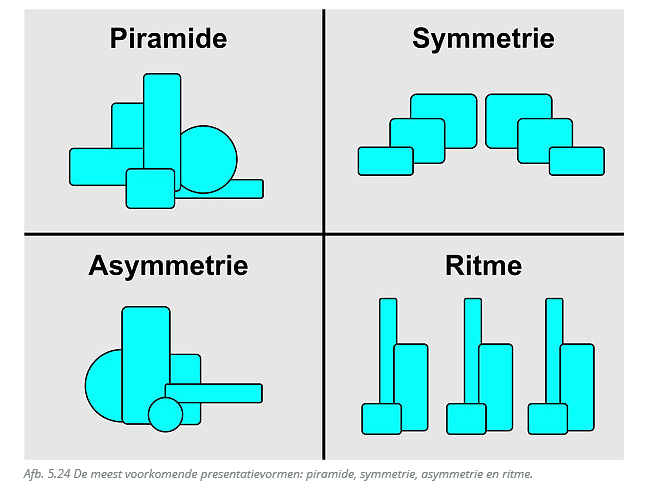 Piramide
Symmetrie
Asymmetrie
Ritme
Afb. 5.24 De meest voorkomende presentatievormen: piramide, symmetrie, asymmetrie en ritme.